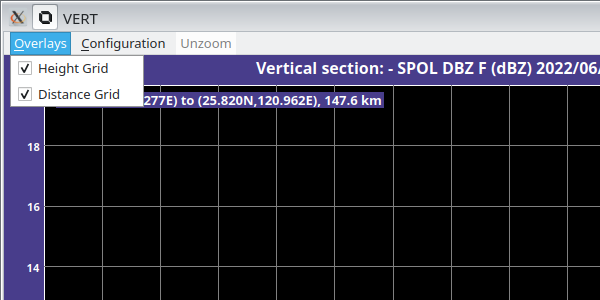 VERT
Overlays Configuration Unzoom
Height Grid
Distance Grid
Vertical section: - SPOL DBZ F (dBZ) 2022/06/
277E) to (25.820N,120.962E), 147.6 km
18
16
14